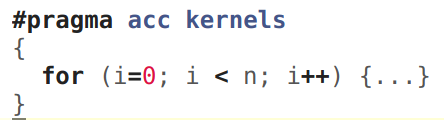 #pragma acc kernels
{
  for (i=0; i < n; i++) {...}
}